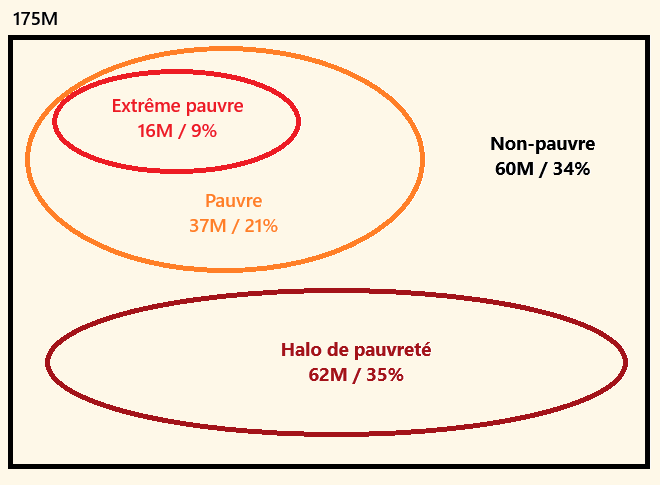 175M
Extrême pauvre
16M / 9%
Non-pauvre
60M / 34%
Pauvre
37M / 21%
Halo de pauvreté
62M / 35%